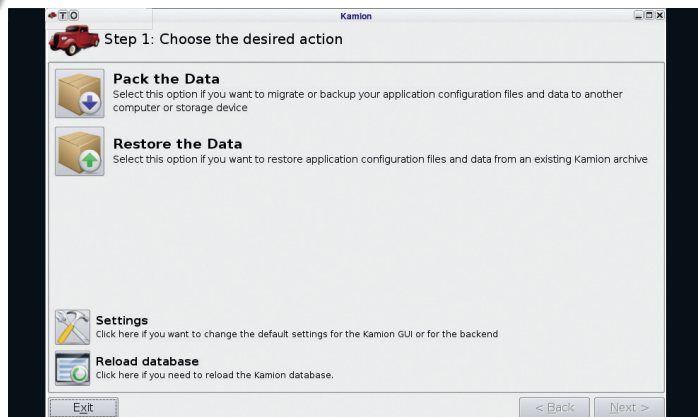 Kamion
Step 1: Choose the desired action
Pack the Data
Select this option if you want to migrate or backup your application configuration files and data to another
computer or storage device
Restore the Data
Select this option if you want to restore application configuration files and data from an existing Kamion archive
Settings
Click here if you want to change the default settings for the Kamion GUI or for the backend
Reload database
Click here if you need to reload the Kamion database.
Exit
< Back
Next >